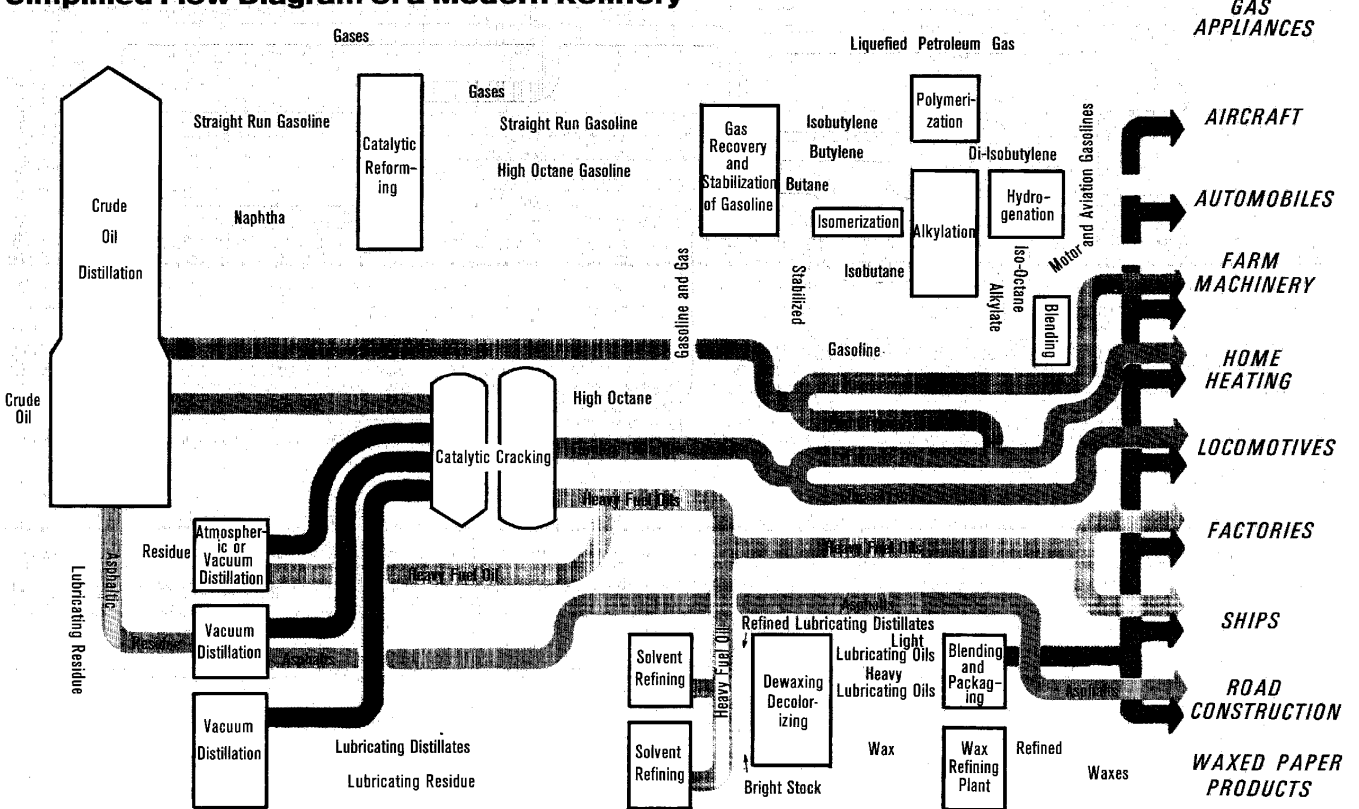 Simplified Flow Diagram of a Modern Refinery
GAS
APPLIANCES
Gases
Liquefied Petroleum Gas
Gases
Straight Run Gasoline
Catalytic
Reform-
ing
Straight Run Gasoline
High Octane Gasoline
Gas
Recovery
and
Stabilization
of Gasoline
Isobutylene
Butylene
Butane
Polymeri-
zation
Di-Isobutylene
Isomerization
Alkylation
Hydro-
genation
Motor and Aviation Gasolines
AIRCRAFT
AUTOMOBILES
Crude
Oil
Distillation
Naphtha
Gasoline and Gas
Stabilized
Isobutane
Alkylate
Iso-Octane
Blending
Gasoline
FARM
MACHINERY
HOME
HEATING
Crude
Oil
High Octane
Catalytic Cracking
LOCOMOTIVES
Heavy Fuel Oils
Asphaltic
Residue
Atmospher-
ic or
Vacuum
Distillation
Heavy Fuel Oil
Heavy Fuel Oils
FACTORIES
Lubricating Residue
Residue
Vacuum
Distillation
Asphalts
Asphalts
SHIPS
Solvent
Refining
Heavy Fuel Oil
Refined Lubricating Distillates
Dewaxing
Decolor-
izing
Light
Lubricating Oils
Heavy
Lubricating Oils
Blending
and
Packag-
ing
Asphalts
ROAD
CONSTRUCTION
Vacuum
Distillation
Lubricating Distillates
Lubricating Residue
Solvent
Refining
Bright Stock
Wax
Wax
Refining
Plant
Refined
Waxes
WAXED PAPER
PRODUCTS